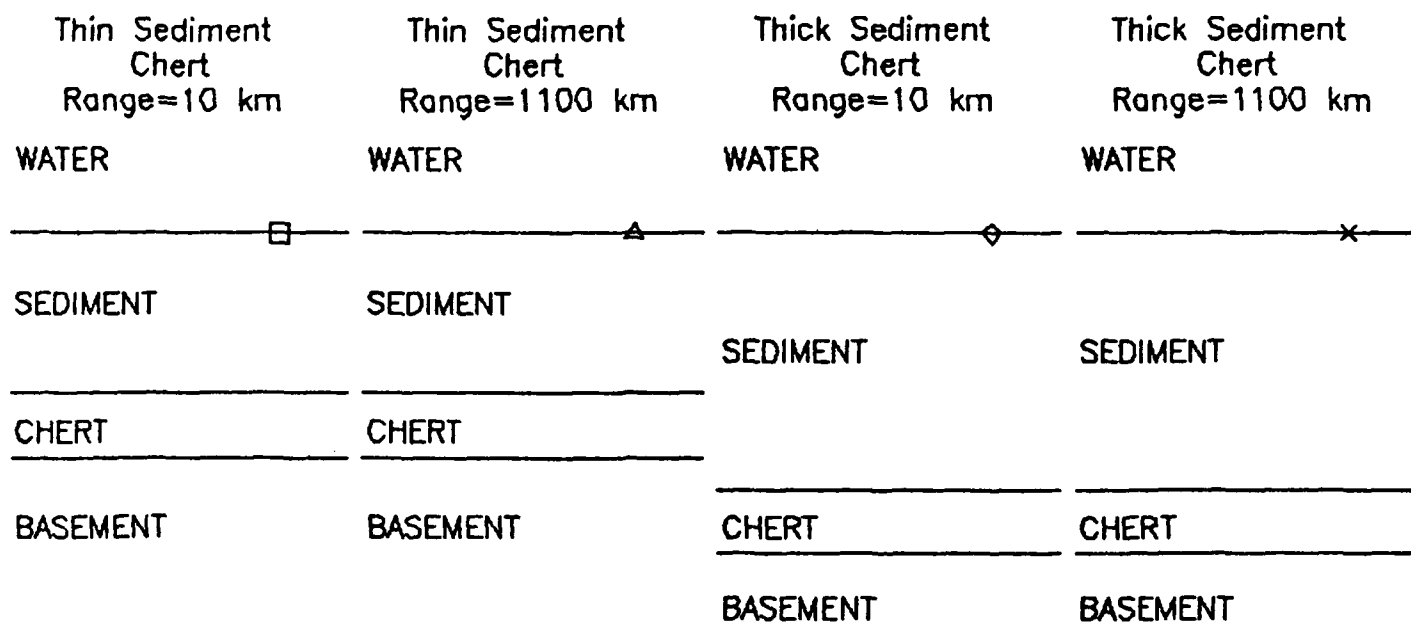 Thin Sediment
Chert
Range=10 km
WATER
SEDIMENT
CHERT
BASEMENT
Thin Sediment
Chert
Range=1100 km
WATER
SEDIMENT
CHERT
BASEMENT
Thick Sediment
Chert
Range=10 km
WATER
SEDIMENT
CHERT
BASEMENT
Thick Sediment
Chert
Range=1100 km
WATER
SEDIMENT
CHERT
BASEMENT